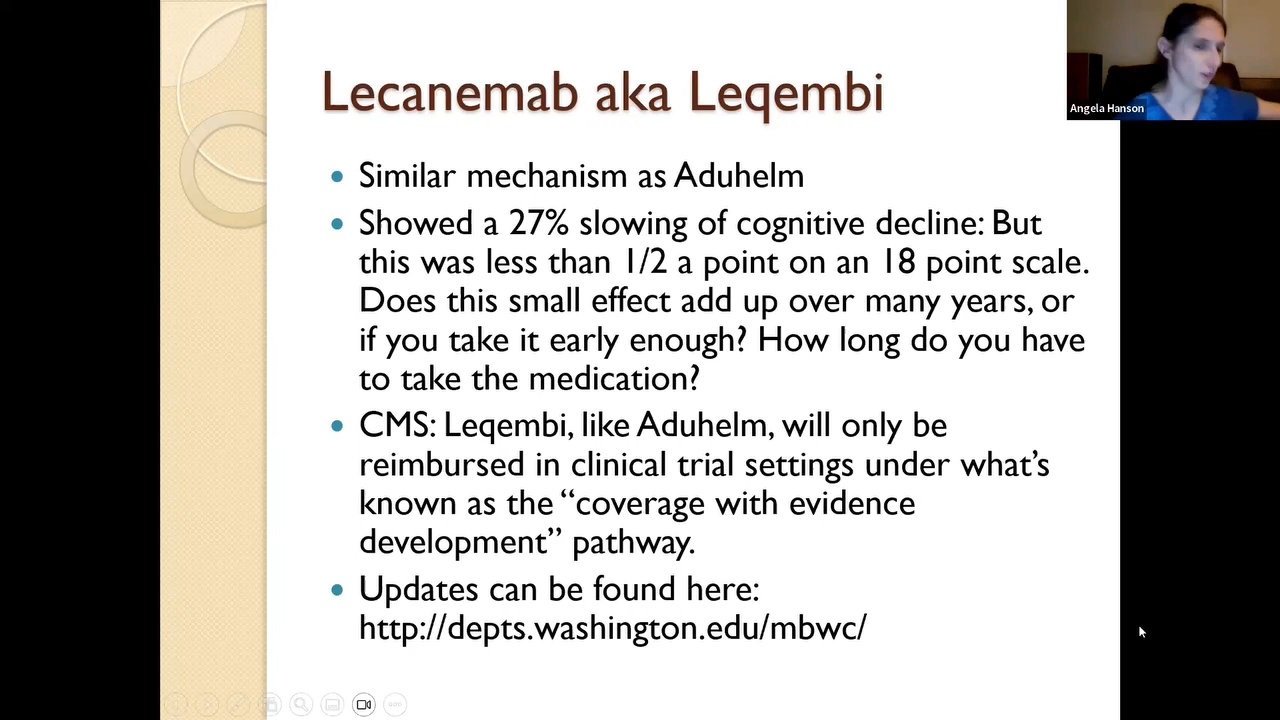 Lecanemab aka Leqembi
Angela Hanson
• Similar mechanism as Aduhelm
• Showed a 27% slowing of cognitive decline: But
this was less than 1/2 a point on an 18 point scale.
Does this small effect add up over many years, or
if you take it early enough? How long do you have
to take the medication?
• CMS: Leqembi, like Aduhelm, will only be
reimbursed in clinical trial settings under what’s
known as the “coverage with evidence
development” pathway.
• Updates can be found here:
http://depts.washington.edu/mbwc/